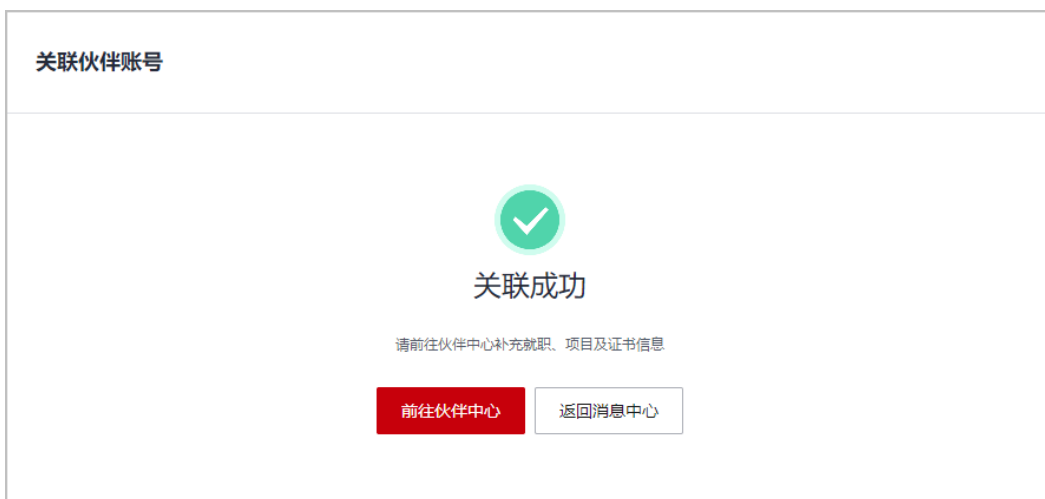 关联伙伴账号
关联成功
请前往伙伴中心补充就职、项目及证书信息
前往伙伴中心
返回消息中心